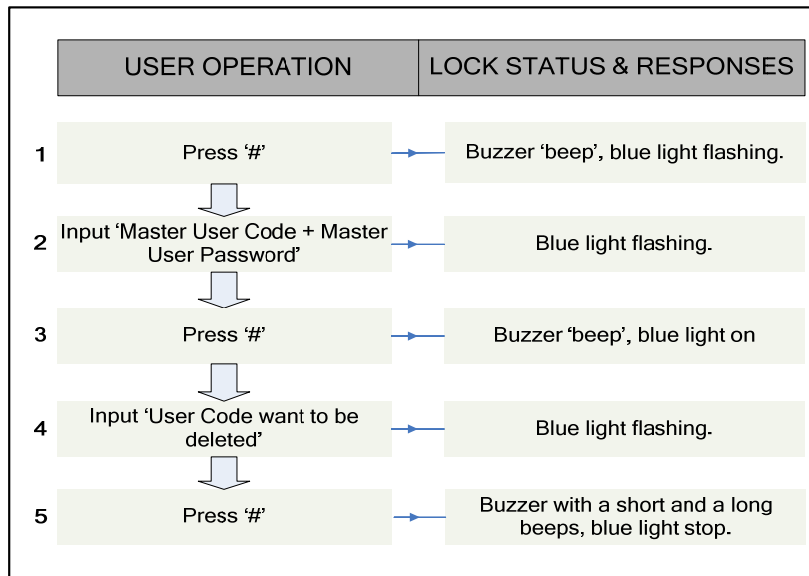 USER OPERATION
LOCK STATUS & RESPONSES
1
Press ‘#’
Buzzer ‘beep’, blue light flashing.
2
Input ‘Master User Code + Master
User Password’
Blue light flashing.
3
Press ‘#’
Buzzer ‘beep’, blue light on
4
Input ‘User Code want to be
deleted’
Blue light flashing.
5
Press ‘#’
Buzzer with a short and a long
beeps, blue light stop.